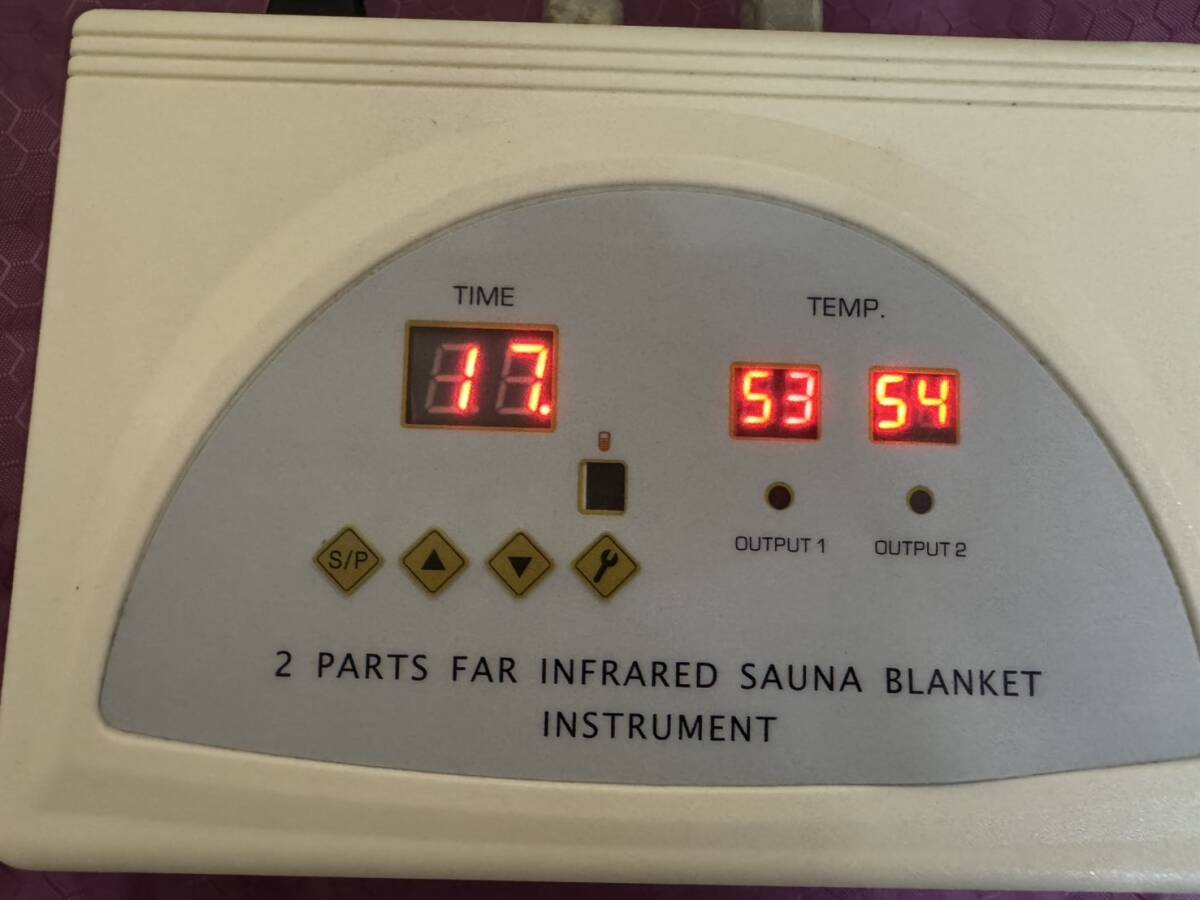 TIME
TEMP.
17.
53
54
S/P
OUTPUT 1
OUTPUT 2
2 PARTS FAR INFRARED SAUNA BLANKET
INSTRUMENT